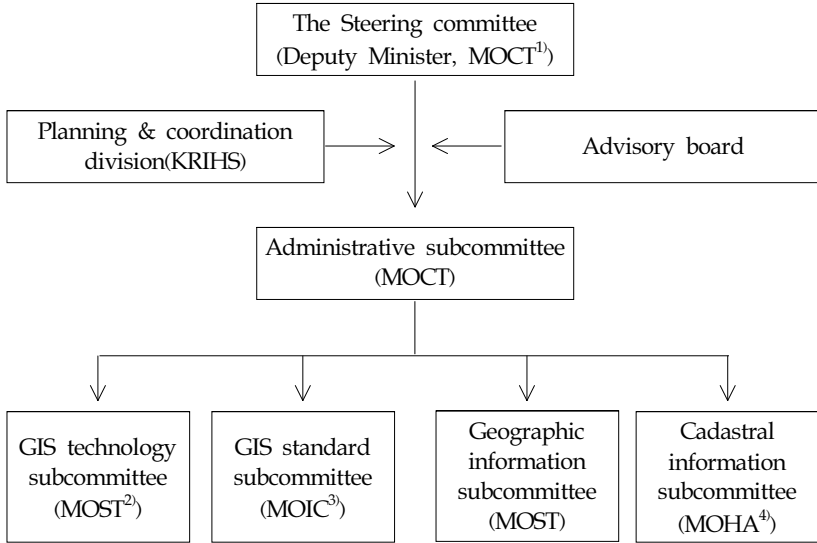 The Steering committee
(Deputy Minister, MOCT1))
Planning & coordination
division(KRIHS)
Advisory board
Administrative subcommittee
(MOCT)
GIS technology
subcommittee
(MOST2))
GIS standard
subcommittee
(MOIC3))
Geographic
information
subcommittee
(MOST)
Cadastral
information
subcommittee
(MOHA4))